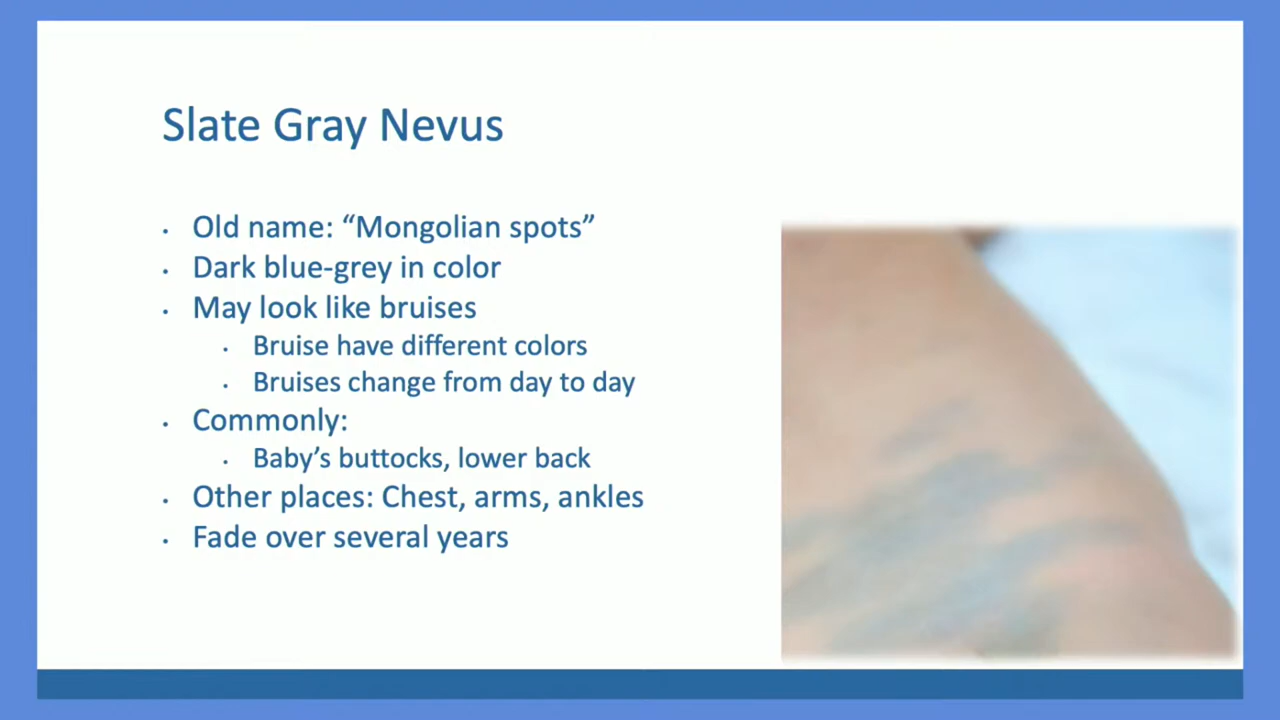 Slate Gray Nevus
• Old name: “Mongolian spots”
• Dark blue-grey in color
• May look like bruises
• Bruise have different colors
• Bruises change from day to day
• Commonly:
• Baby’s buttocks, lower back
• Other places: Chest, arms, ankles
• Fade over several years